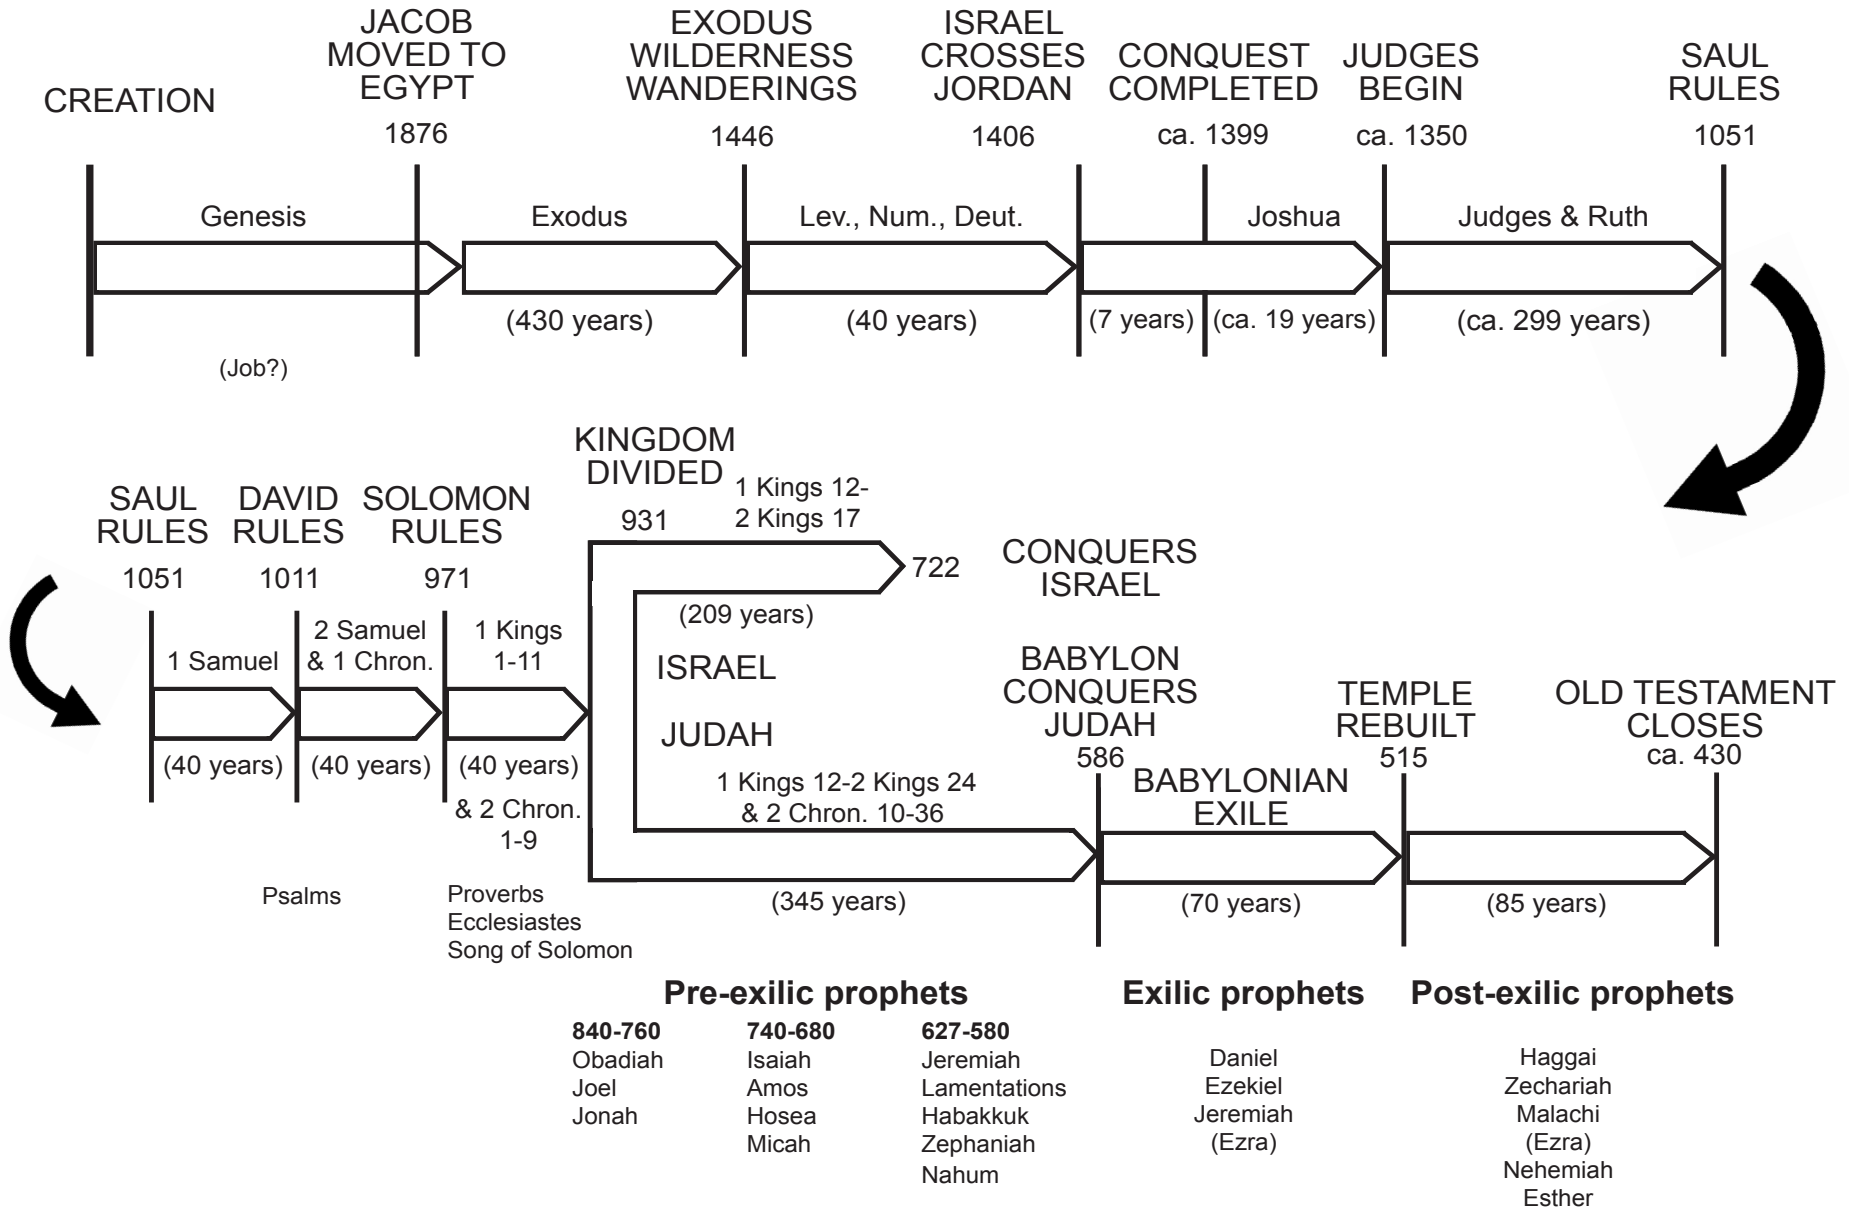 CREATION
JACOB
MOVED TO
EGYPT
1876
EXODUS
WILDERNESS
WANDERINGS
1446
ISRAEL
CROSSES
JORDAN
1406
CONQUEST
COMPLETED
ca. 1399
JUDGES
BEGIN
ca. 1350
SAUL
RULES
1051
Genesis
Exodus
Lev., Num., Deut.
Joshua
Judges & Ruth
(430 years)
(40 years)
(7 years)
(ca. 19 years)
(ca. 299 years)
(Job?)
SAUL
RULES
1051
DAVID
RULES
1011
SOLOMON
RULES
971
KINGDOM
DIVIDED
931
1 Kings 12-
2 Kings 17
722
CONQUERS
ISRAEL
(209 years)
1 Samuel
2 Samuel
& 1 Chron.
1 Kings
1-11
ISRAEL
JUDAH
(40 years)
(40 years)
(40 years)
& 2 Chron.
1-9
1 Kings 12-2 Kings 24
& 2 Chron. 10-36
(345 years)
BABYLON
CONQUERS
JUDAH
586
BABYLONIAN
EXILE
(70 years)
TEMPLE
REBUILT
515
OLD TESTAMENT
CLOSES
ca. 430
(85 years)
Psalms
Proverbs
Ecclesiastes
Song of Solomon
Pre-exilic prophets
840-760
Obadiah
Joel
Jonah
740-680
Isaiah
Amos
Hosea
Micah
627-580
Jeremiah
Lamentations
Habakkuk
Zephaniah
Nahum
Exilic prophets
Daniel
Ezekiel
Jeremiah
(Ezra)
Post-exilic prophets
Haggai
Zechariah
Malachi
(Ezra)
Nehemiah
Esther